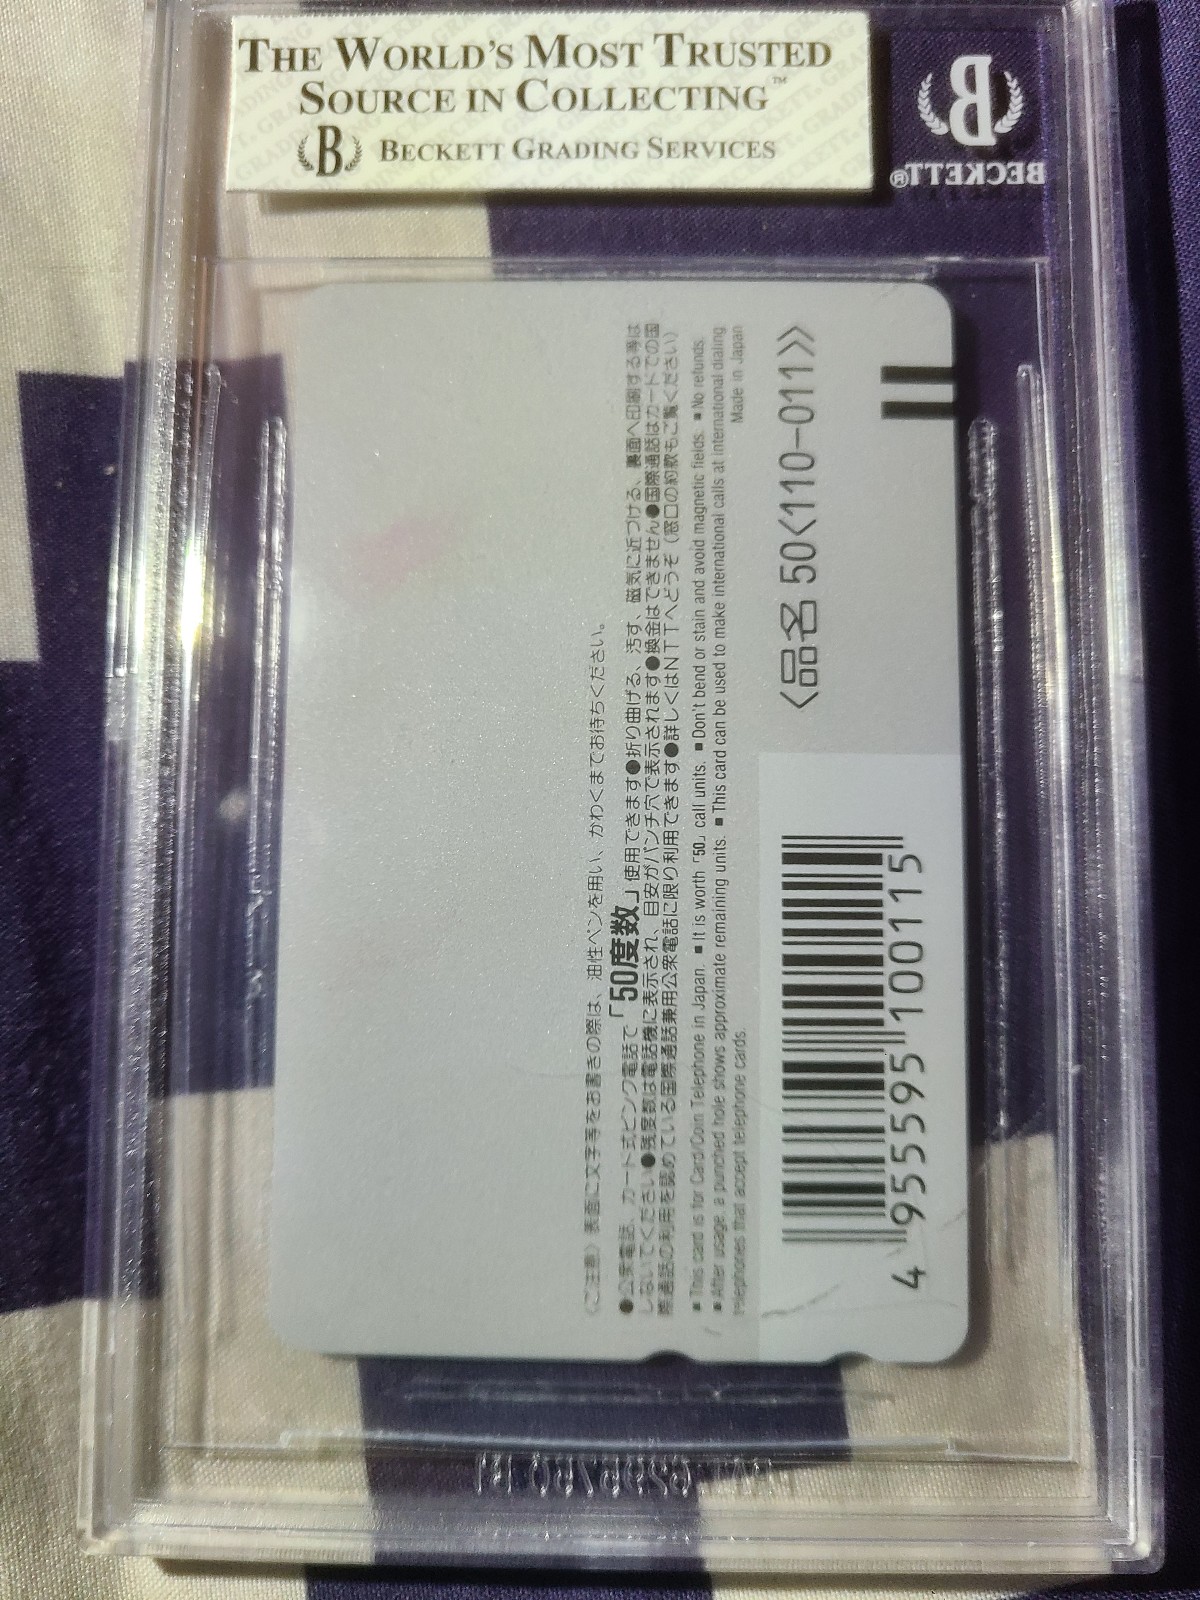 THE WORLD'S MOST TRUSTED
SOURCE IN COLLECTING™
B BECKETT GRADING SERVICES
B
BECKETT®
〈ご注意〉表面に文字等をお書きの際は、油性ペンを用い、かわくまでお待ちください。
●公衆電話、カード式ピンク電話で「50度数」使用できます●折り曲げる、汚す、磁気に近づける、裏面へ印刷する等は
しないでください●残度数は電話機に表示され、目安がパンチ穴で表示されます●換金はできません●国際通話はカードでの国
際通話の利用を認めている国際通話兼用公衆電話に限り利用できます●詳しくはNTTへどうぞ（窓口の約款もご覧ください）
■This card is for Card/Coin Telephone in Japan. ■It is worth「50」call units. ■Don't bend or stain and avoid magnetic fields. ■No refunds.
■After usage, a punched hole shows approximate remaining units. ■This card can be used to make international calls at international dialing
telephones that accept telephone cards.
Made in Japan
〈品名 50〈110-011〉〉
4 955595 100115